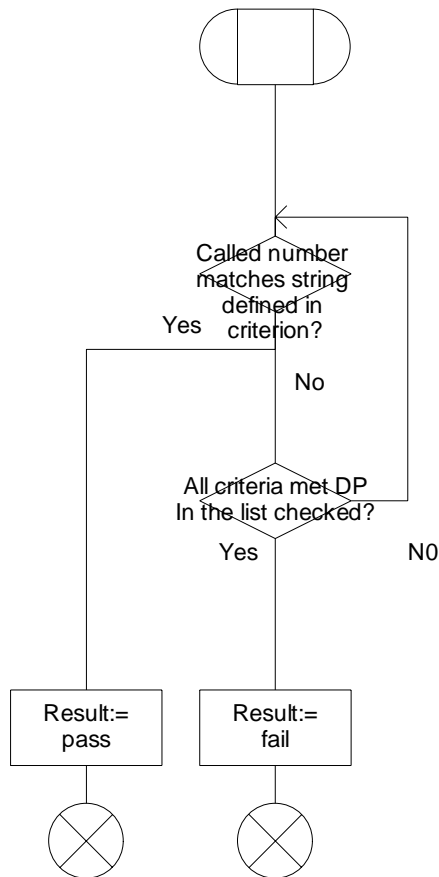 Called number
matches string
defined in
criterion?
Yes
No
All criteria met DP
In the list checked?
Yes
N0
Result:=
pass
Result:=
fail